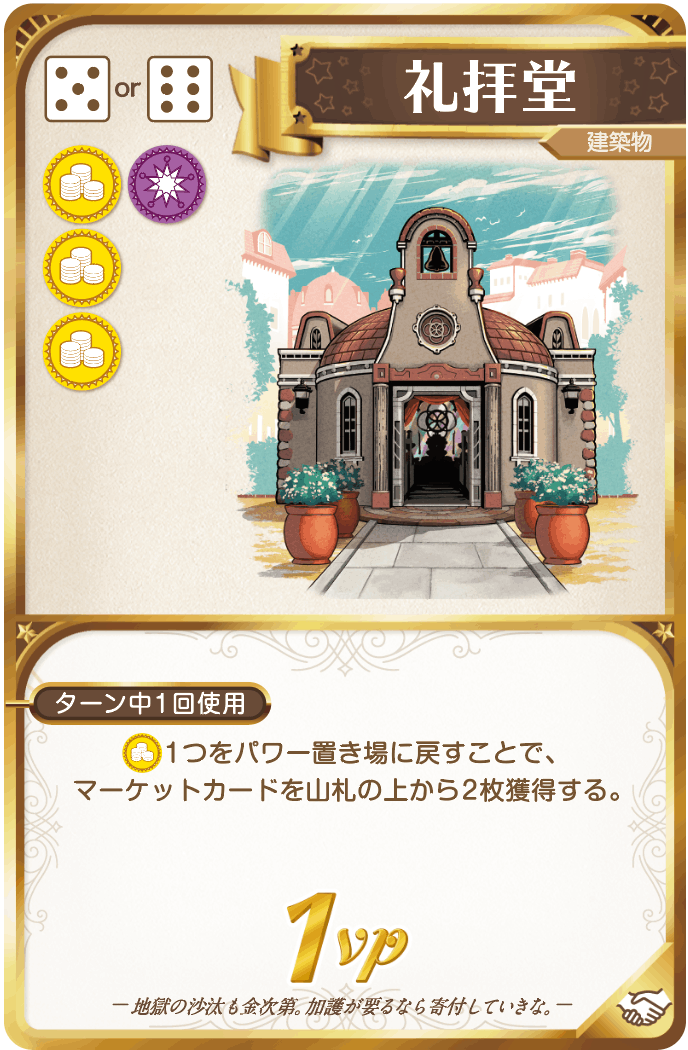 or
礼拝堂
建築物
ターン中1回使用
1つをパワー置き場に戻すことで、
マーケットカードを山札の上から2枚獲得する。
1vp
－地獄の沙汰も金次第。加護が要るなら寄付していきな。－